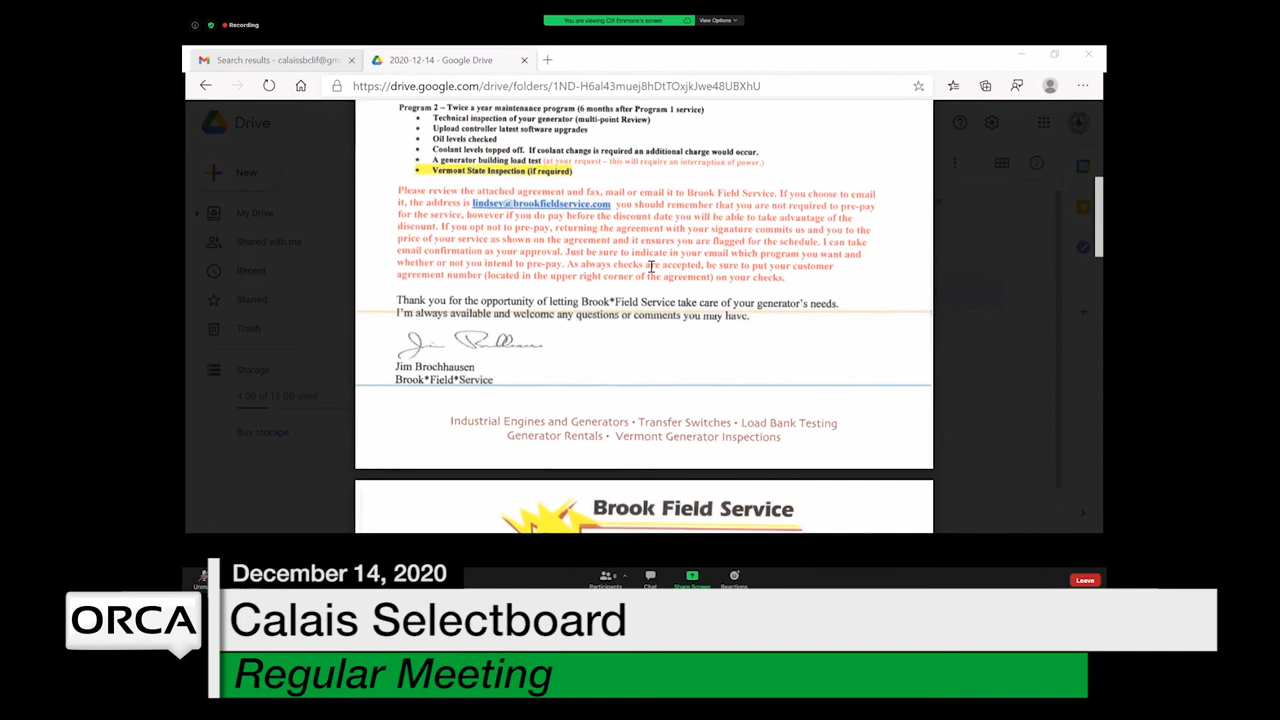 Recording
You are viewing Clif Emmons's screen
View Options
Search results - calaissbclif@gm
2020-12-14 - Google Drive
https://drive.google.com/drive/folders/1ND-H6al43muej8hDtTOxjkJwe48UBXhU
Drive
New
My Drive
Shared with me
Recent
Starred
Trash
Storage
4 GB of 15 GB used
Buy storage
Program 2 – Twice a year maintenance program (6 months after Program 1 service)
• Technical inspection of your generator (multi-point Review)
• Upload controller latest software upgrades
• Oil levels checked
• Coolant levels topped off. If coolant change is required an additional charge would occur.
• A generator building load test (at your request – this will require an interruption of power.)
• Vermont State Inspection (if required)
Please review the attached agreement and fax, mail or email it to Brook Field Service. If you choose to email
it, the address is lindsey@brookfieldservice.com you should remember that you are not required to pre-pay
for the service, however if you do pay before the discount date you will be able to take advantage of the
discount. If you opt not to pre-pay, returning the agreement with your signature commits us and you to the
price of your service as shown on the agreement and it ensures you are flagged for the schedule. I can take
email confirmation as your approval. Just be sure to indicate in your email which program you want and
whether or not you intend to pre-pay. As always checks are accepted, be sure to put your customer
agreement number (located in the upper right corner of the agreement) on your checks.
Thank you for the opportunity of letting Brook*Field Service take care of your generator's needs.
I'm always available and welcome any questions or comments you may have.
Jim Brochhausen
Brook*Field*Service
Industrial Engines and Generators • Transfer Switches • Load Bank Testing
Generator Rentals • Vermont Generator Inspections
Brook Field Service
Participants
Chat
Share Screen
Reactions
Leave
December 14, 2020
ORCA
Calais Selectboard
Regular Meeting